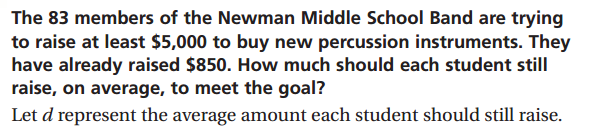 The 83 members of the Newman Middle School Band are trying
to raise at least $5,000 to buy new percussion instruments. They
have already raised $850. How much should each student still
raise, on average, to meet the goal?
Let d represent the average amount each student should still raise.